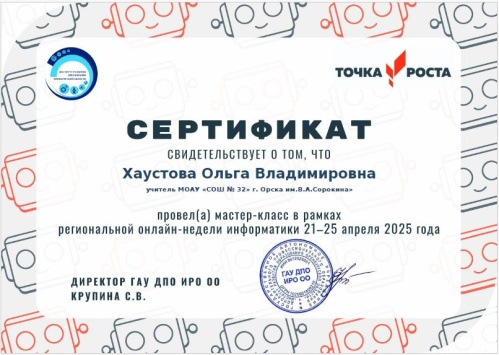 ТОЧКА РОСТА
СЕРТИФИКАТ
СВИДЕТЕЛЬСТВУЕТ О ТОМ, ЧТО
Хаустова Ольга Владимировна
учитель МОАУ «СОШ № 32» г. Орска им.В.А.Сорокина»
провел(а) мастер-класс в рамках
региональной онлайн-недели информатики 21–25 апреля 2025 года
ДИРЕКТОР ГАУ ДПО ИРО ОО
КРУПИНА С.В.
ГАУ ДПО
ИРО ОО